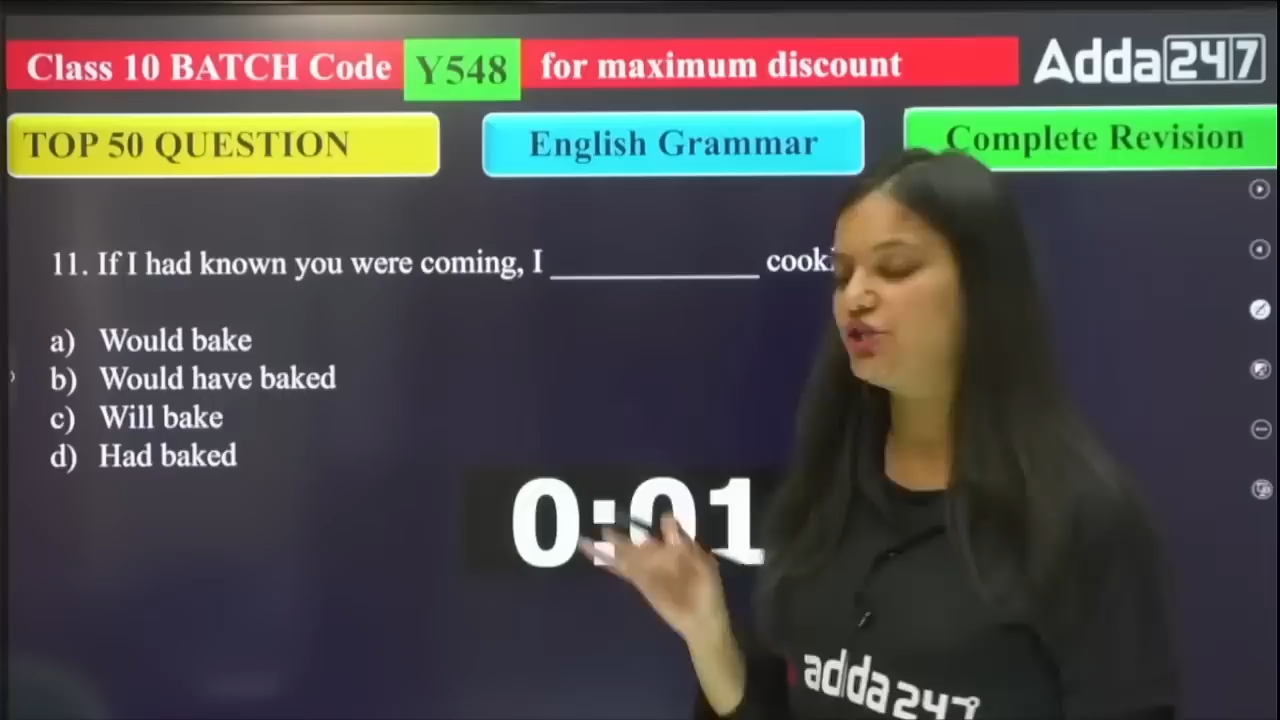 Class 10 BATCH Code Y548 for maximum discount
Adda247
TOP 50 QUESTION
English Grammar
Complete Revision
11. If I had known you were coming, I ____________
a) Would bake
b) Would have baked
c) Will bake
d) Had baked
0:01
adda247